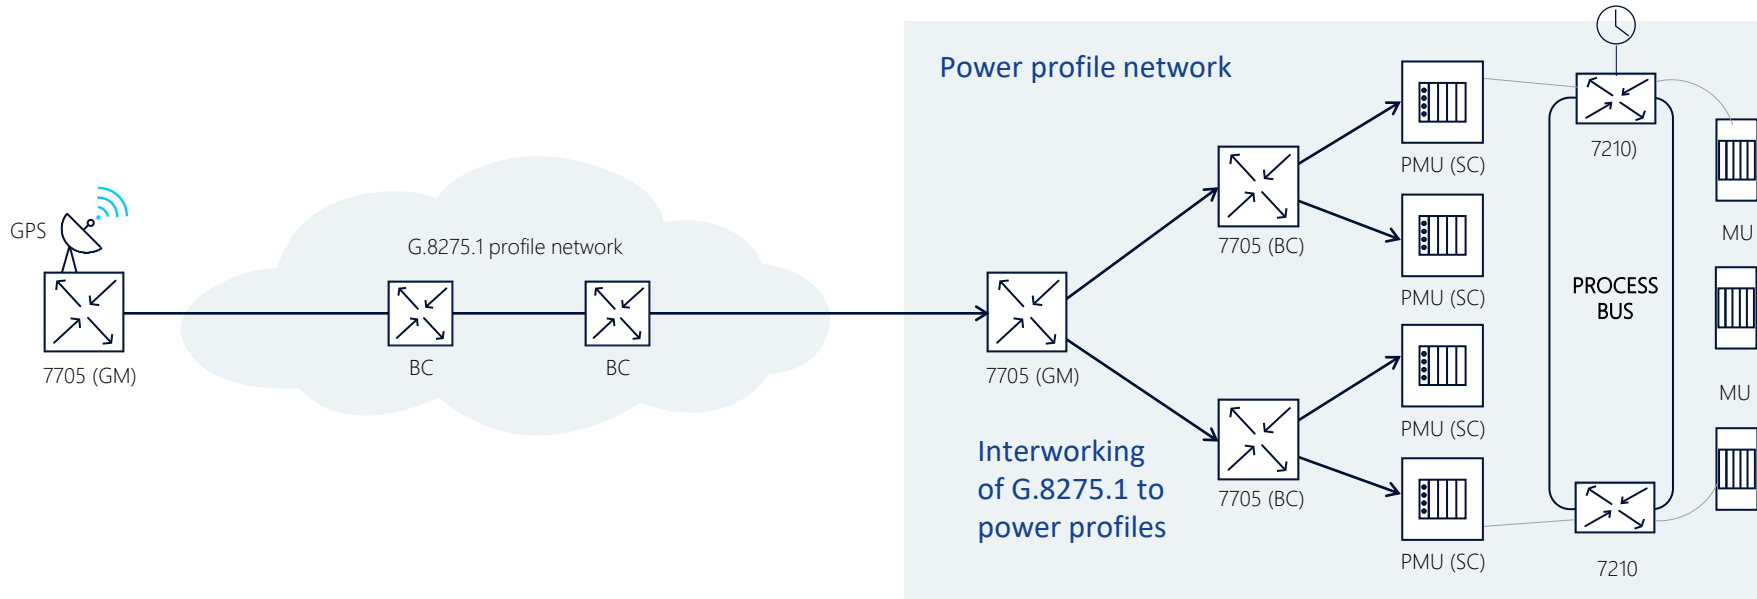 GPS
7705 (GM)
G.8275.1 profile network
BC
BC
Power profile network
7705 (GM)
Interworking
of G.8275.1 to
power profiles
7705 (BC)
7705 (BC)
PMU (SC)
PMU (SC)
PMU (SC)
PMU (SC)
7210)
PROCESS
BUS
7210
MU
MU